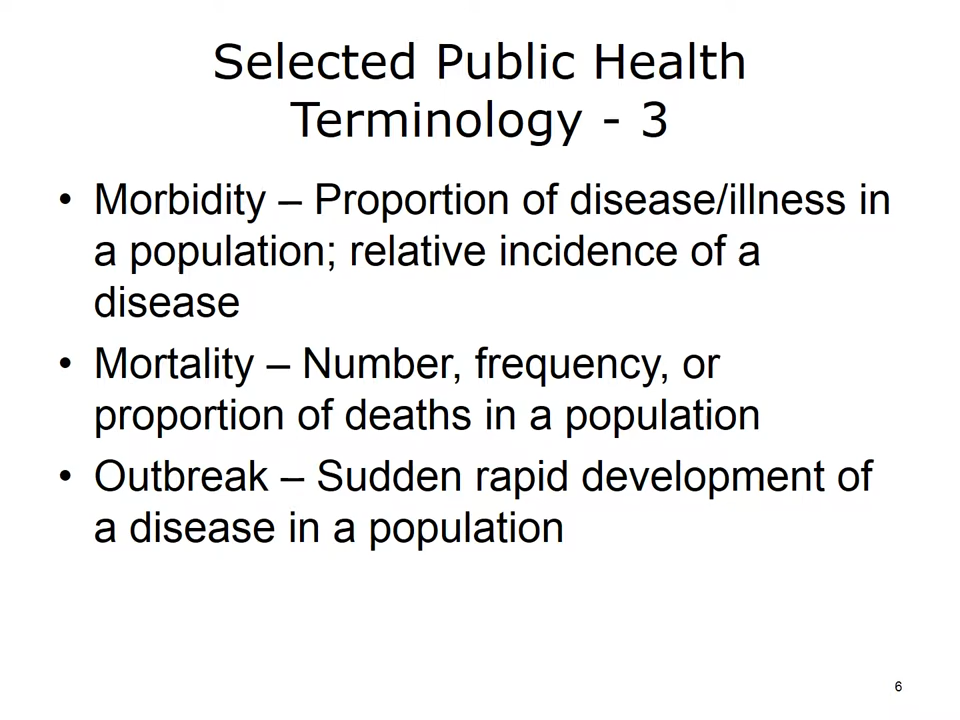 Selected Public Health
Terminology - 3
• Morbidity – Proportion of disease/illness in
a population; relative incidence of a
disease
• Mortality – Number, frequency, or
proportion of deaths in a population
• Outbreak – Sudden rapid development of
a disease in a population
6